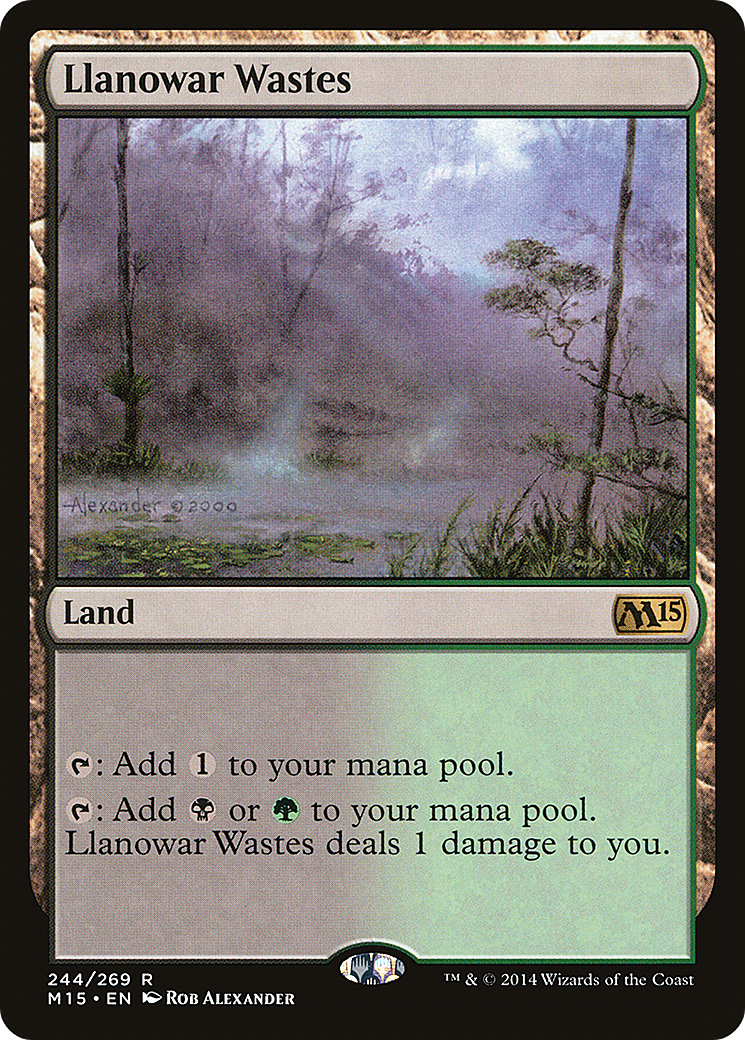 Llanowar Wastes
Alexander © 2000
Land
M15
: Add 1 to your mana pool.
: Add or to your mana pool.
Llanowar Wastes deals 1 damage to you.
244/269 R
M15 • EN Rob Alexander
™ & © 2014 Wizards of the Coast